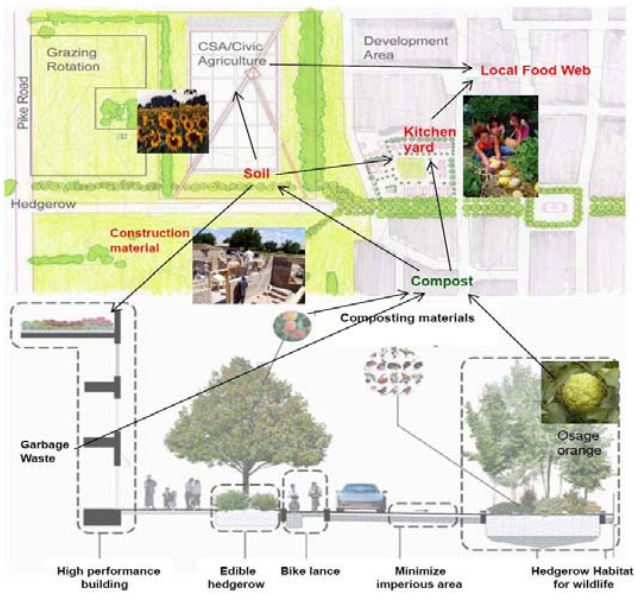 Grazing
Rotation
CSA/Civic
Agriculture
Development
Area
Local Food Web
Pike Road
Kitchen
yard
Soil
Hedgerow
Construction
material
Compost
Composting materials
Osage
orange
Garbage
Waste
High performance
building
Edible
hedgerow
Bike lance
Minimize
imperious area
Hedgerow Habitat
for wildlife